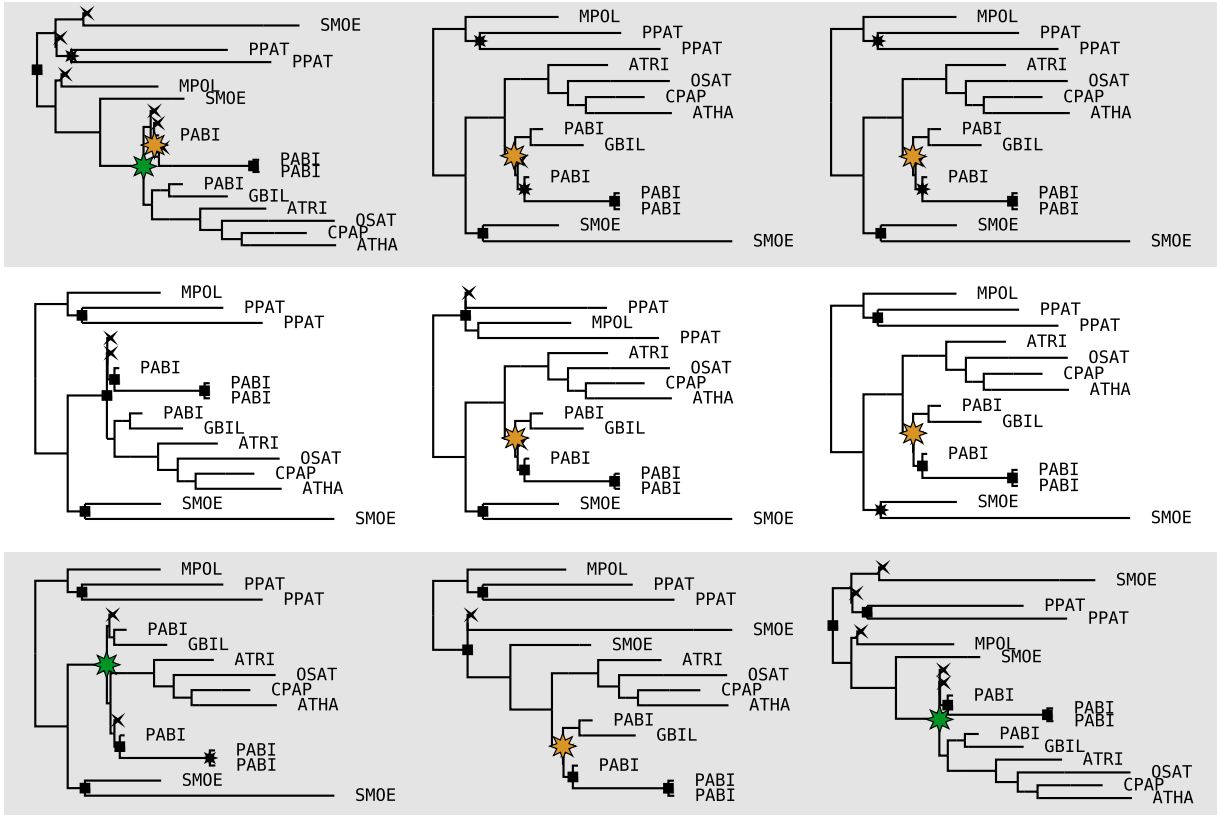 SMOE
PPAT
PPAT
MPOL
SMOE
PABI
PABI
PABI
PABI
GBIL
ATRI
OSAT
CPAP
ATHA
MPOL
PPAT
PPAT
ATRI
OSAT
CPAP
ATHA
PABI
GBIL
PABI
PABI
PABI
SMOE
SMOE
MPOL
PPAT
PPAT
ATRI
OSAT
CPAP
ATHA
PABI
GBIL
PABI
PABI
PABI
SMOE
SMOE
MPOL
PPAT
PPAT
PABI
PABI
PABI
PABI
GBIL
ATRI
OSAT
CPAP
ATHA
SMOE
SMOE
PPAT
MPOL
PPAT
ATRI
OSAT
CPAP
ATHA
PABI
GBIL
PABI
PABI
PABI
SMOE
SMOE
MPOL
PPAT
PPAT
ATRI
OSAT
CPAP
ATHA
PABI
GBIL
PABI
PABI
PABI
SMOE
SMOE
MPOL
PPAT
PPAT
PABI
GBIL
ATRI
OSAT
CPAP
ATHA
PABI
PABI
PABI
SMOE
SMOE
MPOL
PPAT
PPAT
SMOE
SMOE
ATRI
OSAT
CPAP
ATHA
PABI
GBIL
PABI
PABI
PABI
SMOE
PPAT
PPAT
MPOL
SMOE
PABI
PABI
PABI
PABI
GBIL
ATRI
OSAT
CPAP
ATHA